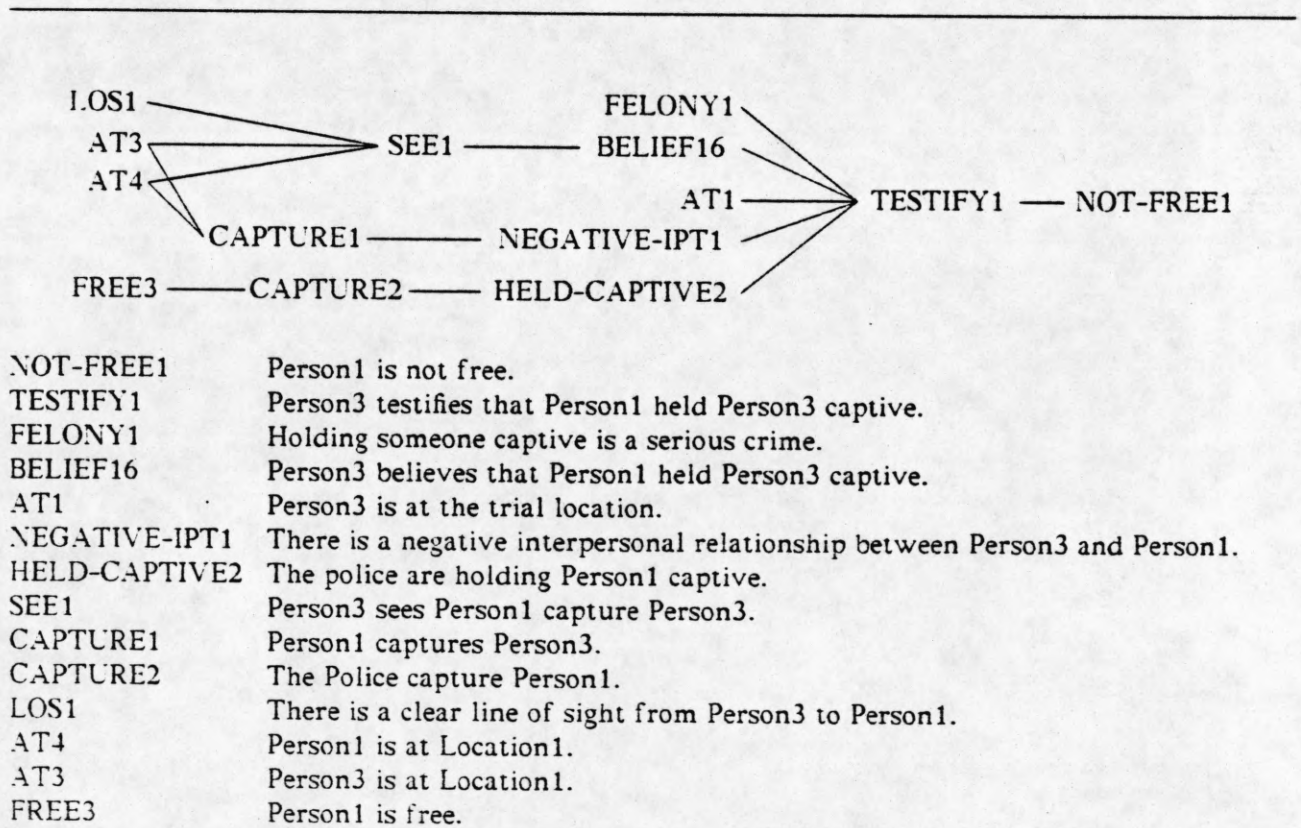 LOS1 FELONY1
AT3 SEE1 BELIEF16
AT4
AT1 TESTIFY1 NOT-FREE1
CAPTURE1 NEGATIVE-IPT1
FREE3 CAPTURE2 HELD-CAPTIVE2
NOT-FREE1 Person1 is not free.
TESTIFY1 Person3 testifies that Person1 held Person3 captive.
FELONY1 Holding someone captive is a serious crime.
BELIEF16 Person3 believes that Person1 held Person3 captive.
AT1 Person3 is at the trial location.
NEGATIVE-IPT1 There is a negative interpersonal relationship between Person3 and Person1.
HELD-CAPTIVE2 The police are holding Person1 captive.
SEE1 Person3 sees Person1 capture Person3.
CAPTURE1 Person1 captures Person3.
CAPTURE2 The Police capture Person1.
LOS1 There is a clear line of sight from Person3 to Person1.
AT4 Person1 is at Location1.
AT3 Person3 is at Location1.
FREE3 Person1 is free.